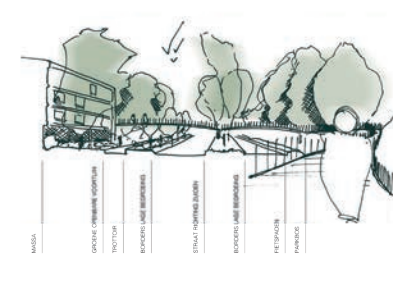 MASSA
GROENE OPENBARE VOORTUIN
TROTTOIR
BORDERS LAGE BEGROEIING
STRAAT RICHTING ZUIDEN
BORDERS LAGE BEGROEIING
FIETSPADEN
PARKBOS